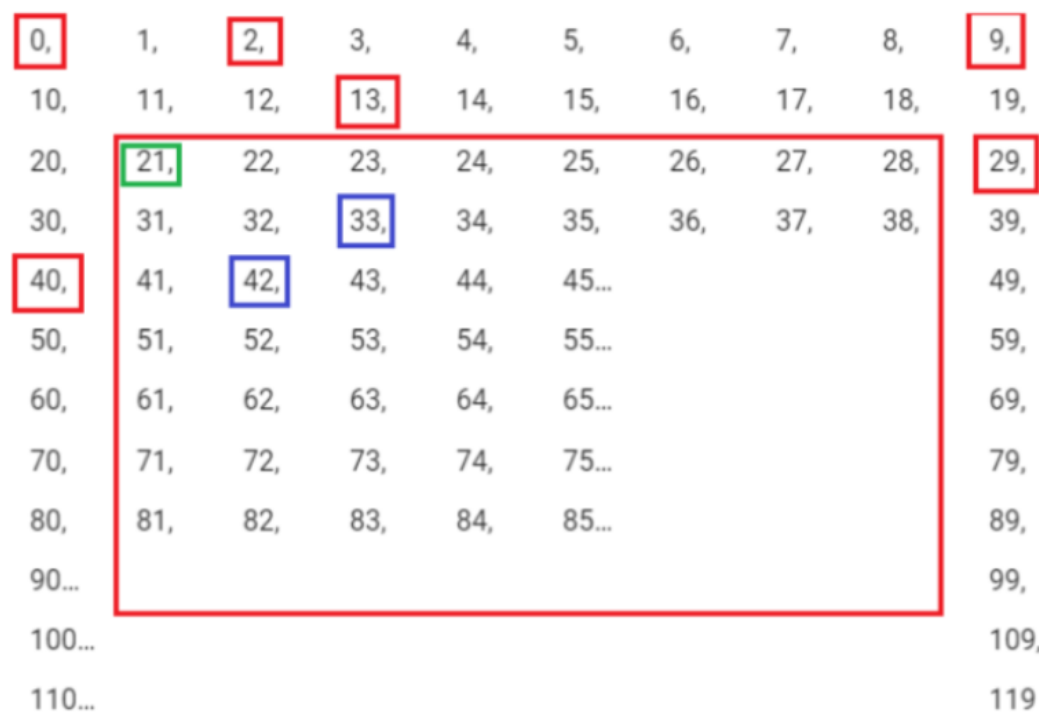 0, 1, 2, 3, 4, 5, 6, 7, 8, 9,
10, 11, 12, 13, 14, 15, 16, 17, 18, 19,
20, 21, 22, 23, 24, 25, 26, 27, 28, 29,
30, 31, 32, 33, 34, 35, 36, 37, 38, 39,
40, 41, 42, 43, 44, 45... 49,
50, 51, 52, 53, 54, 55... 59,
60, 61, 62, 63, 64, 65... 69,
70, 71, 72, 73, 74, 75... 79,
80, 81, 82, 83, 84, 85... 89,
90... 99,
100... 109,
110... 119